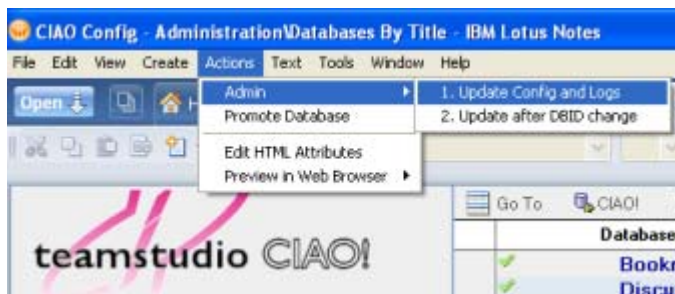 CIAO Config - Administration\Databases By Title - IBM Lotus Notes
File Edit View Create Actions Text Tools Window Help
Open H
Admin
1. Update Config and Logs
Promote Database
2. Update after DBID change
Edit HTML Attributes
Preview in Web Browser
Go To CIAO!
Database
teamstudio CIAO!
Bookr
Discu